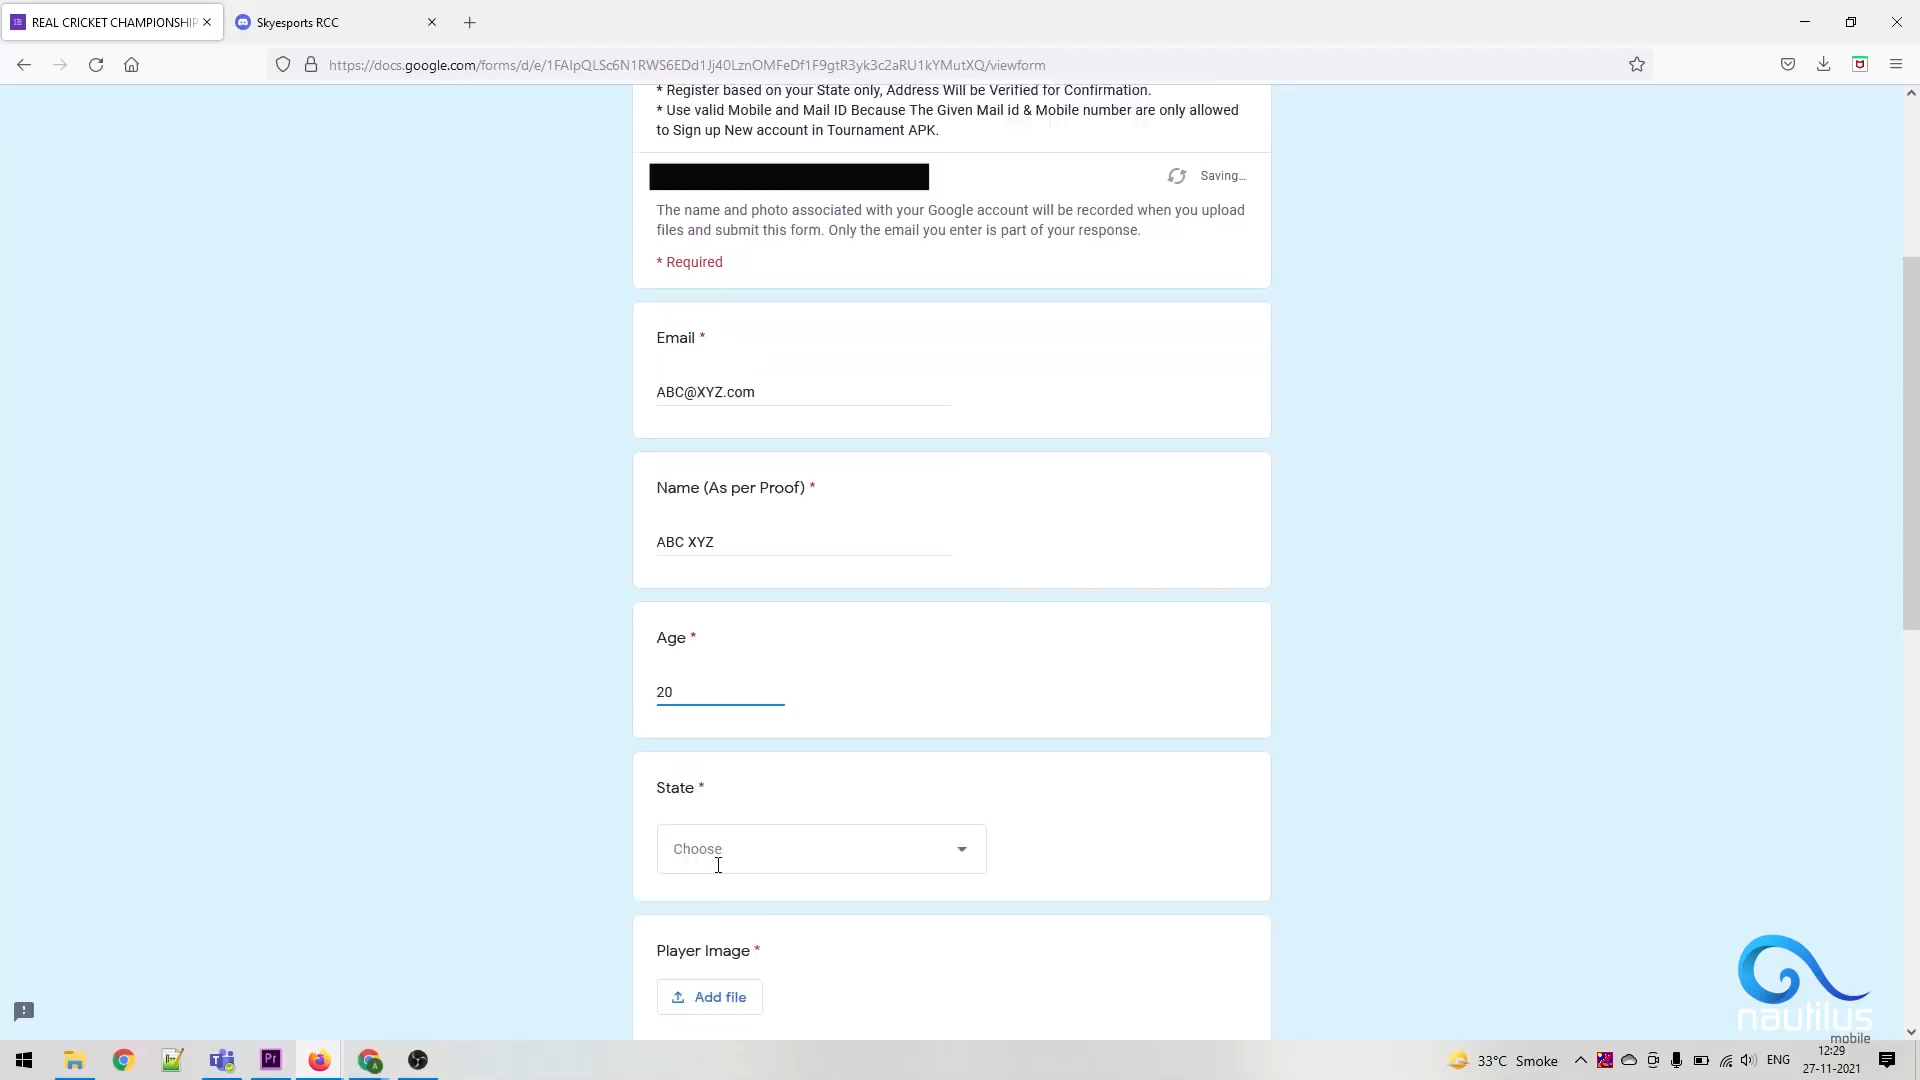 REAL CRICKET CHAMPIONSHIP
Skyesports RCC
https://docs.google.com/forms/d/e/1FAIpQLSc6N1RWS6EDd1Jj40LznOMFeDf1F9gtR3yk3c2aRU1kYMutXQ/viewform
* Register based on your State only, Address Will be Verified for Confirmation.
* Use valid Mobile and Mail ID Because The Given Mail id & Mobile number are only allowed
to Sign up New account in Tournament APK.
Saving...
The name and photo associated with your Google account will be recorded when you upload
files and submit this form. Only the email you enter is part of your response.
* Required
Email *
ABC@XYZ.com
Name (As per Proof) *
ABC XYZ
Age *
20
State *
Choose
Player Image *
Add file
nautilus
mobile
Pr
33°C Smoke
ENG
12:29
27-11-2021